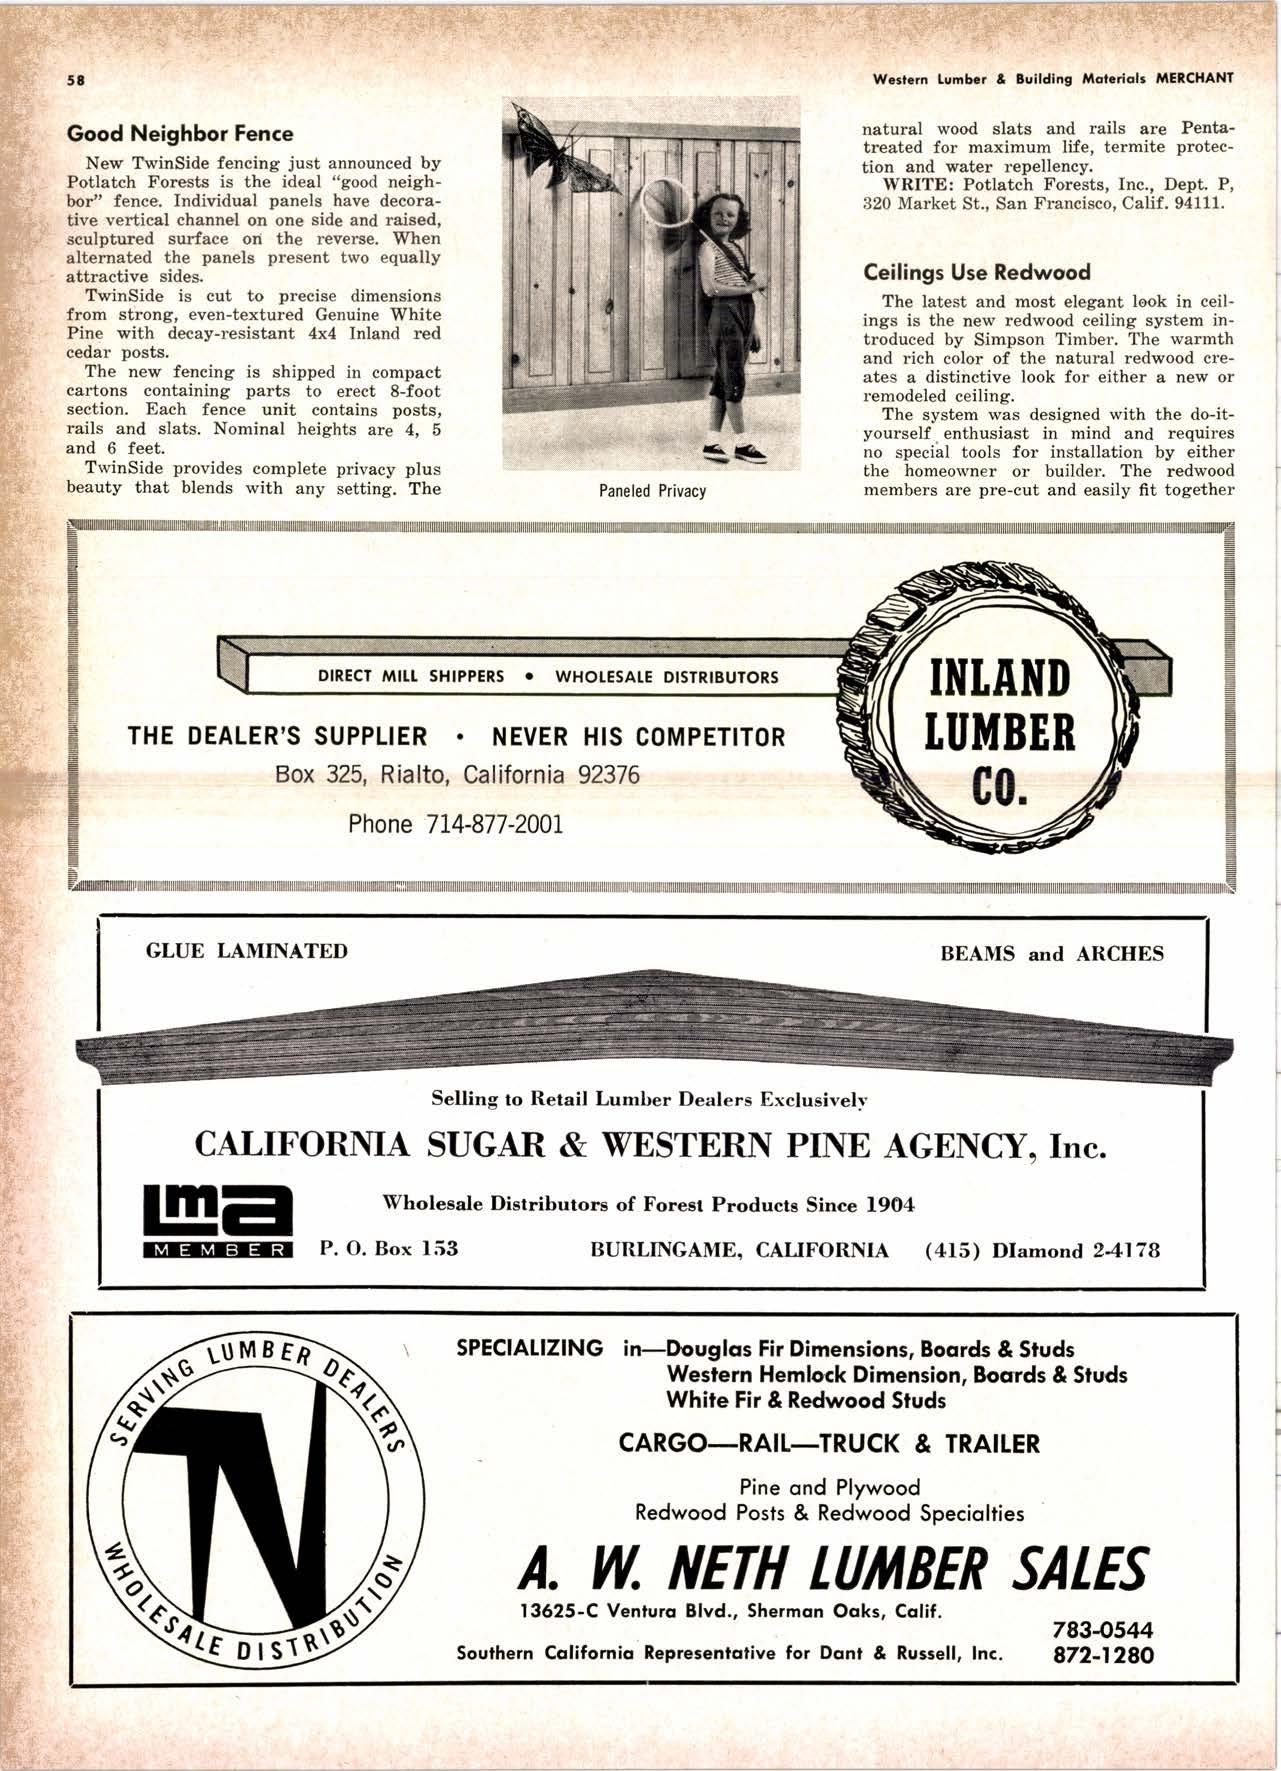 58
Western Lumber & Building Materials MERCHANT
Good Neighbor Fence
New TwinSide fencing just announced by
Potlatch Forests is the ideal "good neigh-
bor" fence. Individual panels have decora-
tive vertical channel on one side and raised,
sculptured surface on the reverse. When
alternated the panels present two equally
attractive sides.
TwinSide is cut to precise dimensions
from strong, even-textured Genuine White
Pine with decay-resistant 4x4 Inland red
cedar posts.
The new fencing is shipped in compact
cartons containing parts to erect 8-foot
section. Each fence unit contains posts,
rails and slats. Nominal heights are 4, 5
and 6 feet.
TwinSide provides complete privacy plus
beauty that blends with any setting. The
Paneled Privacy
natural wood slats and rails are Penta-
treated for maximum life, termite protec-
tion and water repellency.
WRITE: Potlatch Forests, Inc., Dept. P,
320 Market St., San Francisco, Calif. 94111.
Ceilings Use Redwood
The latest and most elegant look in ceil-
ings is the new redwood ceiling system in-
troduced by Simpson Timber. The warmth
and rich color of the natural redwood cre-
ates a distinctive look for either a new or
remodeled ceiling.
The system was designed with the do-it-
yourself enthusiast in mind and requires
no special tools for installation by either
the homeowner or builder. The redwood
members are pre-cut and easily fit together
DIRECT MILL SHIPPERS • WHOLESALE DISTRIBUTORS
THE DEALER'S SUPPLIER • NEVER HIS COMPETITOR
Box 325, Rialto, California 92376
Phone 714-877-2001
INLAND
LUMBER
CO.
GLUE LAMINATED
BEAMS and ARCHES
Selling to Retail Lumber Dealers Exclusively
CALIFORNIA SUGAR & WESTERN PINE AGENCY, Inc.
lma
MEMBER
Wholesale Distributors of Forest Products Since 1904
P. O. Box 153 BURLINGAME, CALIFORNIA (415) DIamond 2-4178
SERVING LUMBER DEALERS
WHOLESALE DISTRIBUTION
N
SPECIALIZING in—Douglas Fir Dimensions, Boards & Studs
Western Hemlock Dimension, Boards & Studs
White Fir & Redwood Studs
CARGO—RAIL—TRUCK & TRAILER
Pine and Plywood
Redwood Posts & Redwood Specialties
A. W. NETH LUMBER SALES
13625-C Ventura Blvd., Sherman Oaks, Calif.
783-0544
Southern California Representative for Dant & Russell, Inc. 872-1280